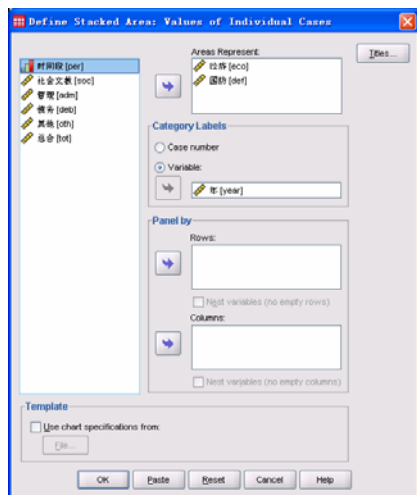 Define Stacked Area: Values of Individual Cases
时间段 [per]
社会文教 [soc]
管理 [adm]
债务 [deb]
其他 [oth]
总合 [tot]
Areas Represent:
经济 [eco]
国防 [def]
Titles...
Category Labels
Case number
Variable:
年 [year]
Panel by
Rows:
Nest variables (no empty rows)
Columns:
Nest variables (no empty columns)
Template
Use chart specifications from:
File...
OK
Paste
Reset
Cancel
Help